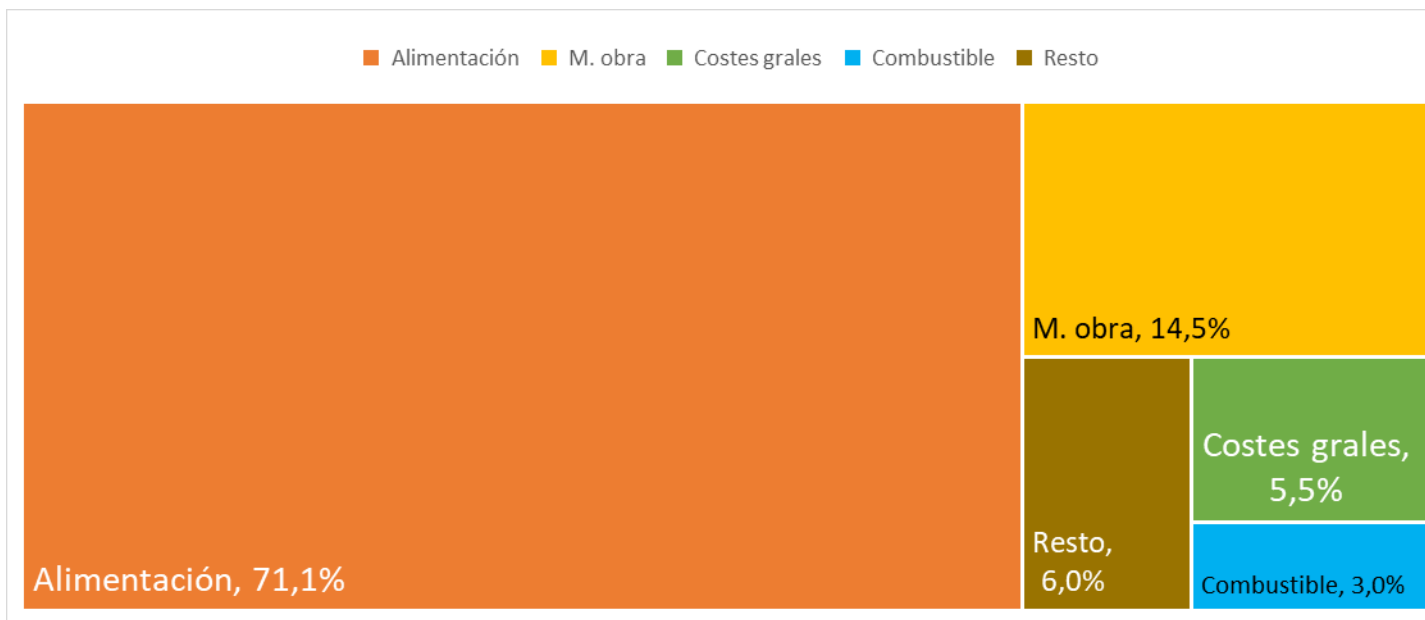 Alimentación M. obra Costes grales Combustible Resto
Alimentación, 71,1%
M. obra, 14,5%
Resto,
6,0%
Costes grales,
5,5%
Combustible, 3,0%